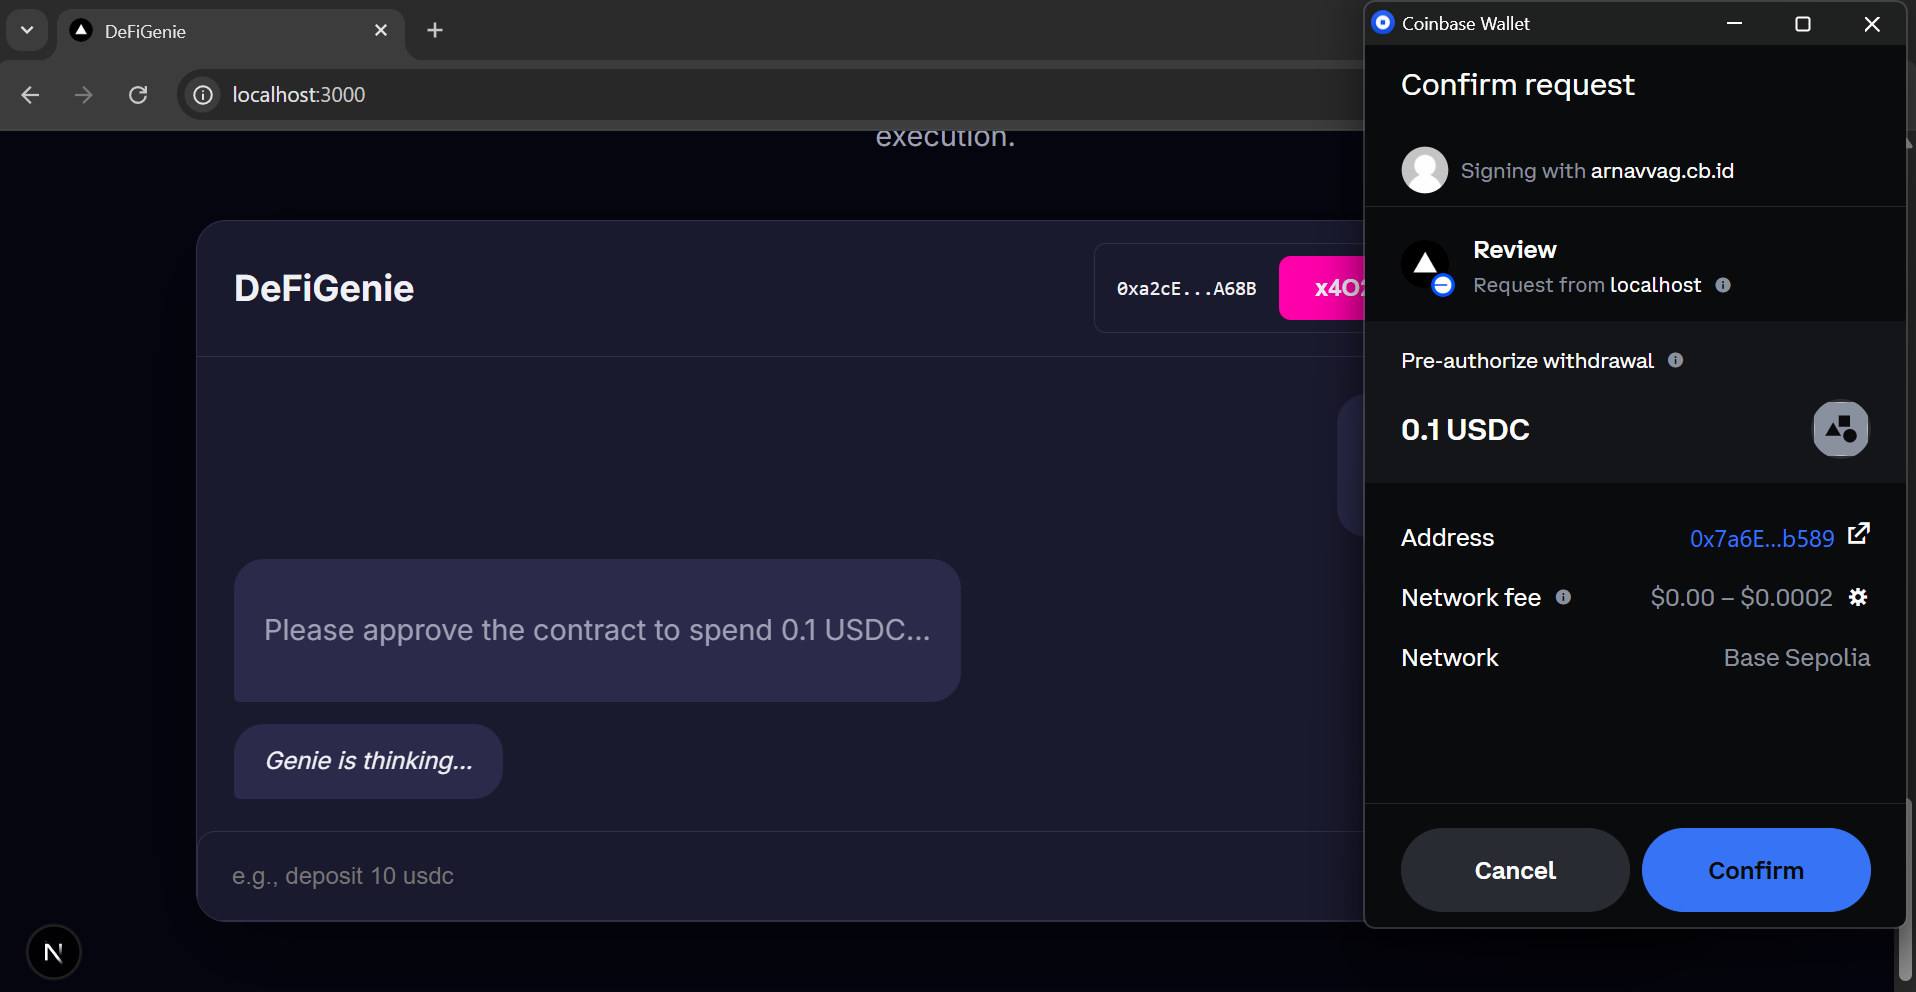 DeFiGenie
localhost:3000
execution.
DeFiGenie
0xa2cE...A68B
x4O
Please approve the contract to spend 0.1 USDC...
Genie is thinking...
e.g., deposit 10 usdc
N
Coinbase Wallet
Confirm request
Signing with arnavvag.cb.id
Review
Request from localhost
Pre-authorize withdrawal
0.1 USDC
Address 0x7a6E...b589
Network fee $0.00 – $0.0002
Network Base Sepolia
Cancel Confirm